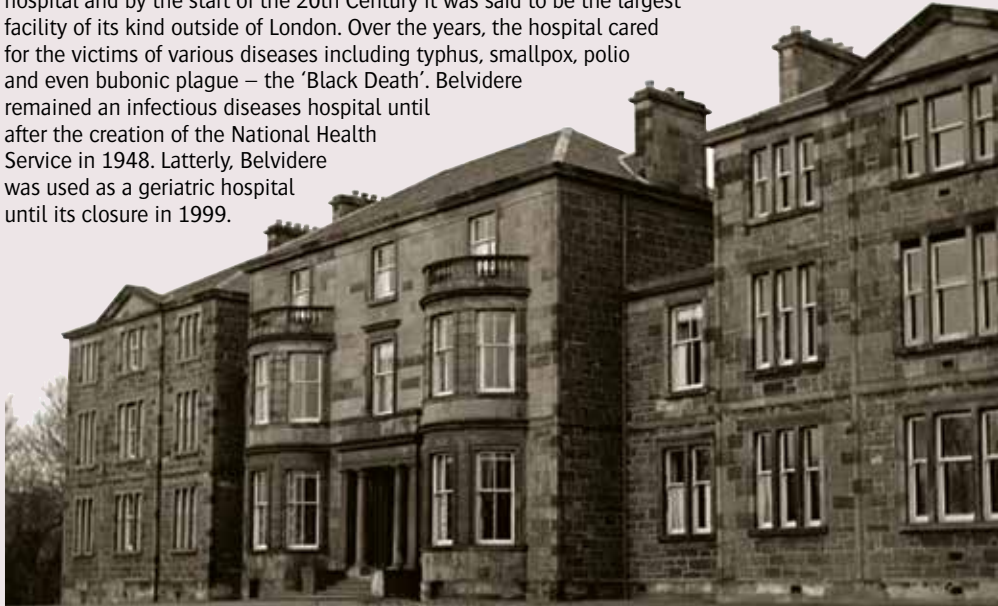 hospital and by the start of the 20th Century it was said to be the largest
facility of its kind outside of London. Over the years, the hospital cared
for the victims of various diseases including typhus, smallpox, polio
and even bubonic plague – the ‘Black Death’. Belvidere
remained an infectious diseases hospital until
after the creation of the National Health
Service in 1948. Latterly, Belvidere
was used as a geriatric hospital
until its closure in 1999.